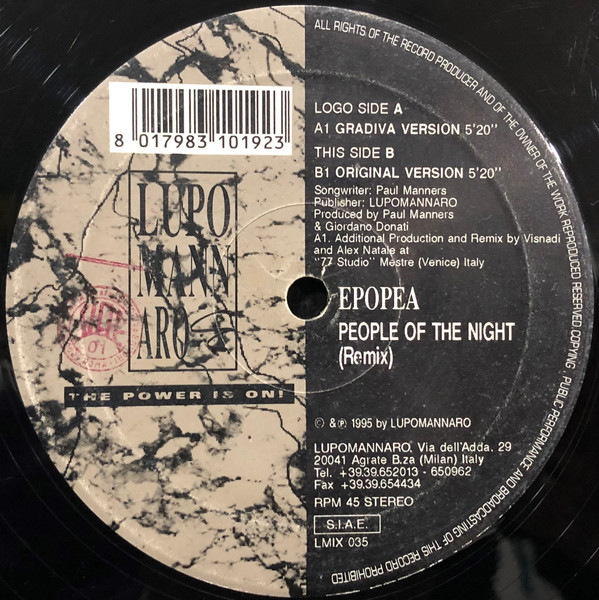 ALL RIGHTS OF THE RECORD PRODUCER AND OF THE OWNER OF THE WORK REPRODUCED RESERVED.COPYING, PUBLIC PERFORMANCE AND BROADCASTING OF THIS RECORD PROHIBITED
8 017983 101923
LUPO
MANN
ARO
THE POWER IS ON!
LOGO SIDE A
A1 GRADIVA VERSION 5'20''
THIS SIDE B
B1 ORIGINAL VERSION 5'20''
Songwriter: Paul Manners
Publisher: LUPOMANNARO
Produced by Paul Manners
& Giordano Donati
A1. Additional Production and Remix by Visnadi
and Alex Natale at
"77 Studio" Mestre (Venice) Italy
EPOPEA
PEOPLE OF THE NIGHT
(Remix)
© & ℗ 1995 by LUPOMANNARO
LUPOMANNARO. Via dell'Adda, 29
20041 Agrate B.za (Milan) Italy
Tel. +39.39.652013 - 650962
Fax +39.39.654434
RPM 45 STEREO
S.I.A.E.
LMIX 035